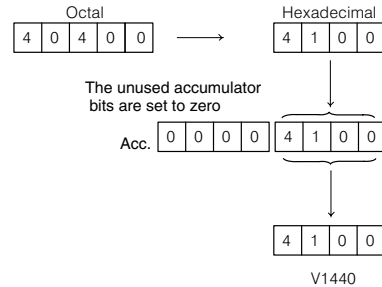 Octal
Hexadecimal
4 0 4 0 0
4 1 0 0
The unused accumulator
bits are set to zero
Acc.
0 0 0 0 4 1 0 0
4 1 0 0
V1440